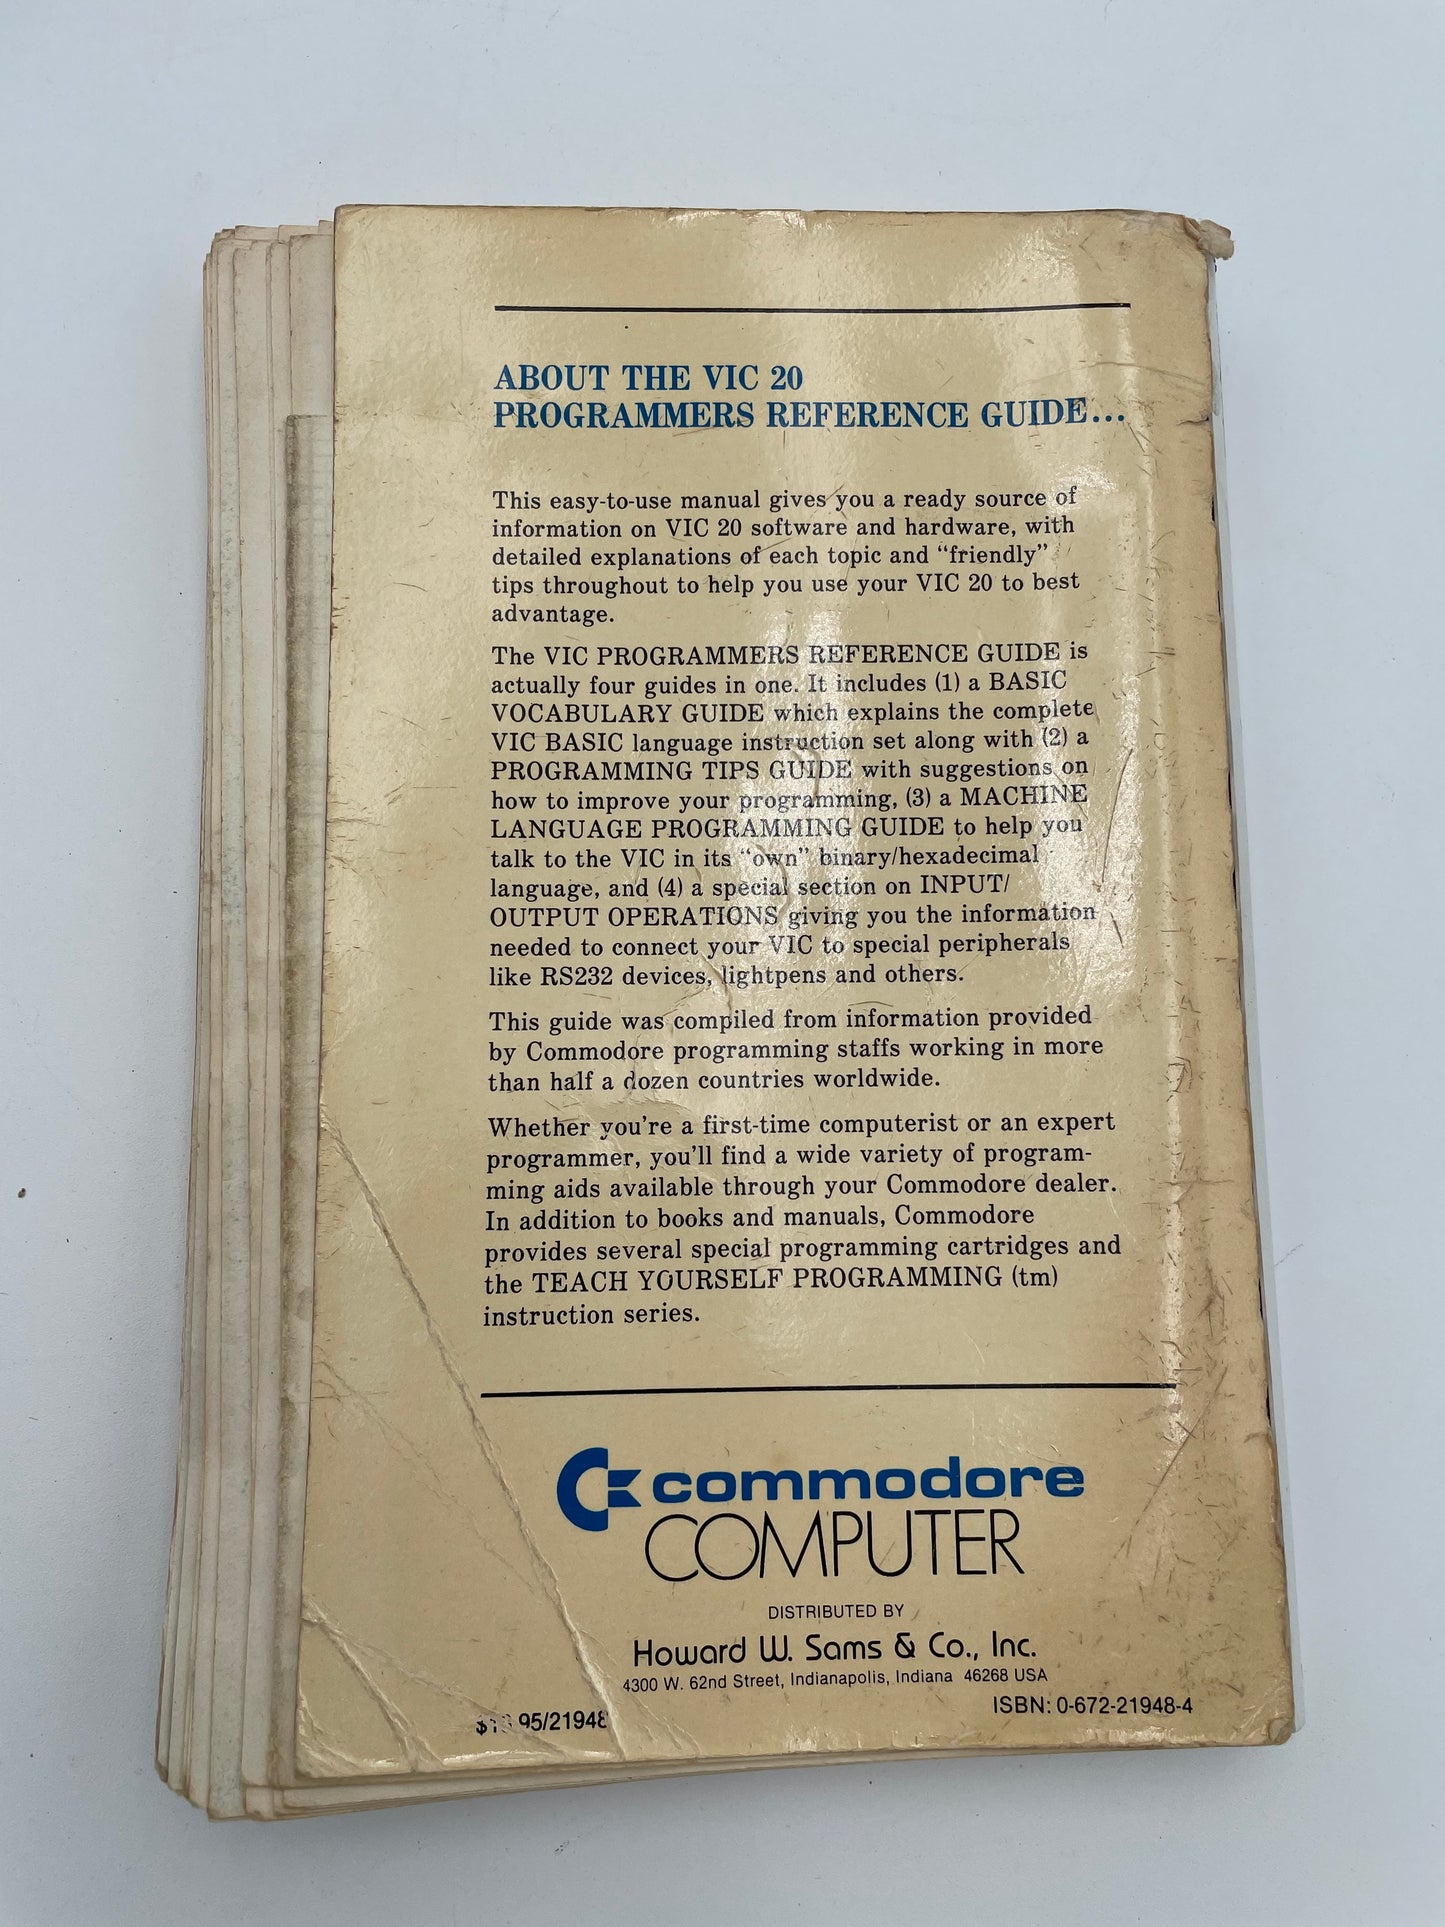 ABOUT THE VIC 20
PROGRAMMERS REFERENCE GUIDE...
This easy-to-use manual gives you a ready source of
information on VIC 20 software and hardware, with
detailed explanations of each topic and “friendly”
tips throughout to help you use your VIC 20 to best
advantage.
The VIC PROGRAMMERS REFERENCE GUIDE is
actually four guides in one. It includes (1) a BASIC
VOCABULARY GUIDE which explains the complete
VIC BASIC language instruction set along with (2) a
PROGRAMMING TIPS GUIDE with suggestions on
how to improve your programming, (3) a MACHINE
LANGUAGE PROGRAMMING GUIDE to help you
talk to the VIC in its “own” binary/hexadecimal
language, and (4) a special section on INPUT/
OUTPUT OPERATIONS giving you the information
needed to connect your VIC to special peripherals
like RS232 devices, lightpens and others.
This guide was compiled from information provided
by Commodore programming staffs working in more
than half a dozen countries worldwide.
Whether you're a first-time computerist or an expert
programmer, you'll find a wide variety of program-
ming aids available through your Commodore dealer.
In addition to books and manuals, Commodore
provides several special programming cartridges and
the TEACH YOURSELF PROGRAMMING (tm)
instruction series.
commodore
COMPUTER
DISTRIBUTED BY
Howard W. Sams & Co., Inc.
4300 W. 62nd Street, Indianapolis, Indiana 46268 USA
ISBN: 0-672-21948-4